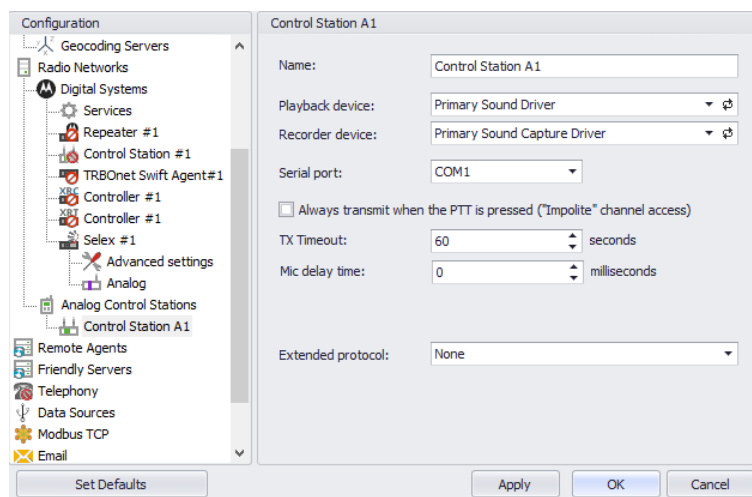 Configuration
Geocoding Servers
Radio Networks
Digital Systems
Services
Repeater #1
Control Station #1
TRBOnet Swift Agent#1
XRC Controller #1
XRT Controller #1
Selex #1
Advanced settings
Analog
Analog Control Stations
Control Station A1
Remote Agents
Friendly Servers
Telephony
Data Sources
Modbus TCP
Email
Set Defaults
Control Station A1
Name: Control Station A1
Playback device: Primary Sound Driver
Recorder device: Primary Sound Capture Driver
Serial port: COM1
Always transmit when the PTT is pressed ("Impolite" channel access)
TX Timeout: 60 seconds
Mic delay time: 0 milliseconds
Extended protocol: None
Apply OK Cancel